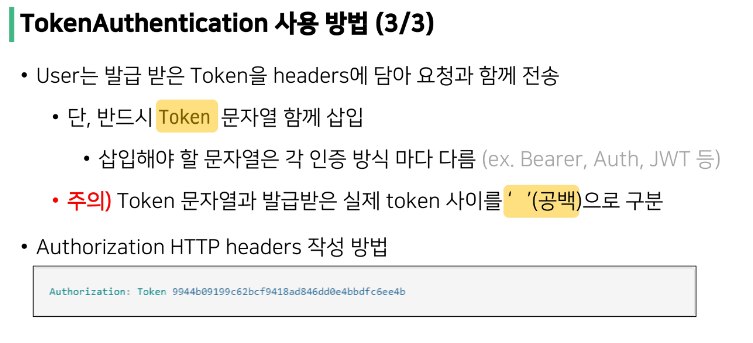 TokenAuthentication 사용 방법 (3/3)
• User는 발급 받은 Token을 headers에 담아 요청과 함께 전송
• 단, 반드시 Token 문자열 함께 삽입
• 삽입해야 할 문자열은 각 인증 방식 마다 다름 (ex. Bearer, Auth, JWT 등)
• 주의) Token 문자열과 발급받은 실제 token 사이를 ‘ ’(공백)으로 구분
• Authorization HTTP headers 작성 방법
Authorization: Token 9944b09199c62bcf9418ad846dd0e4bbdfc6ee4b